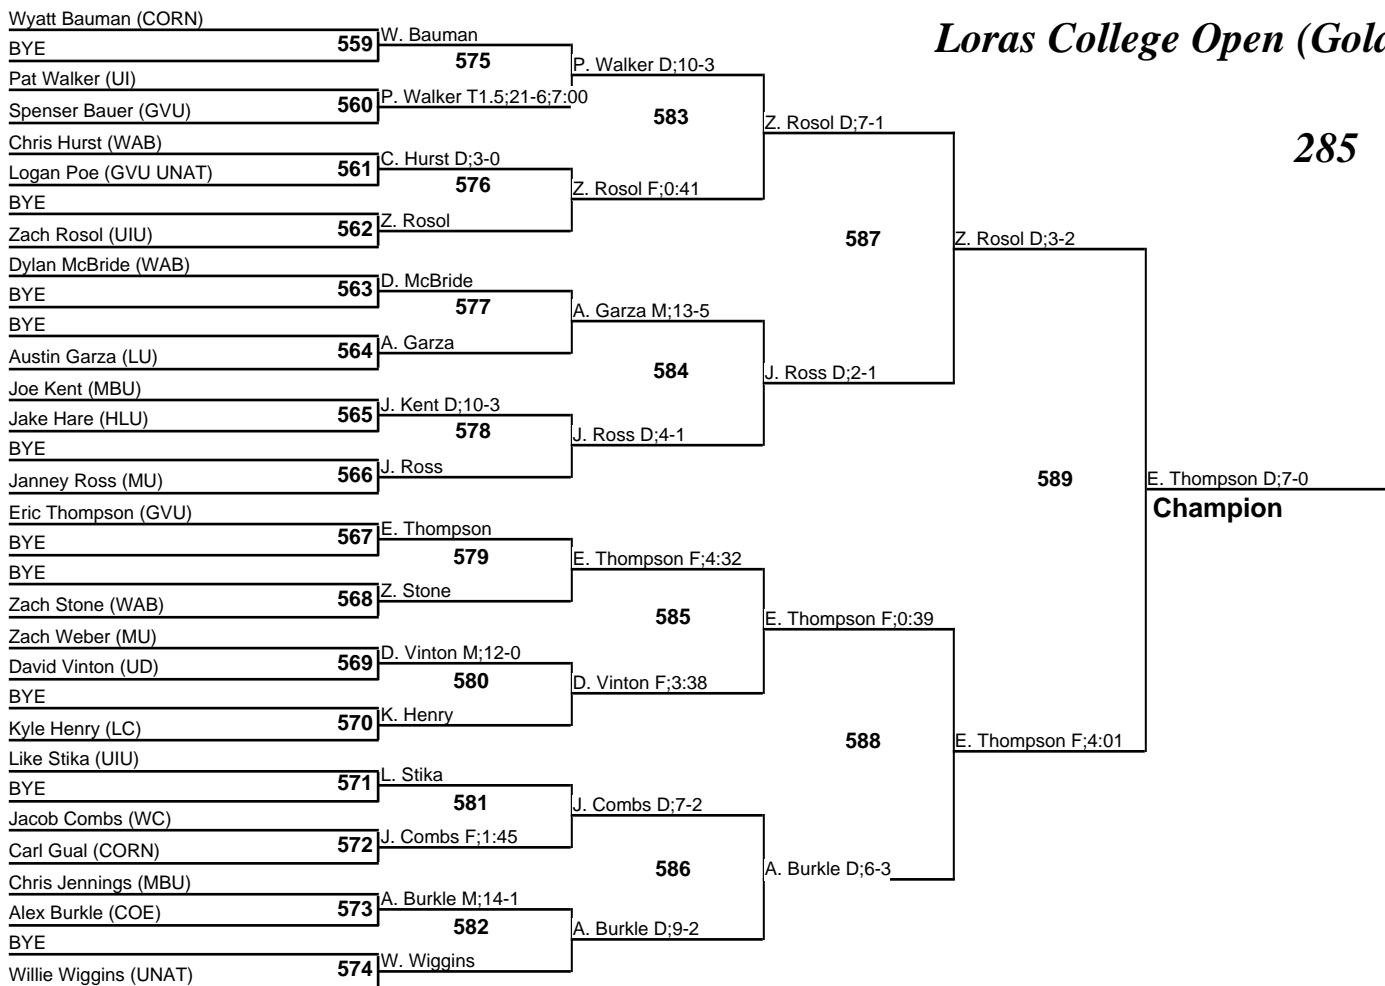 Loras College Open (Gold
285
Wyatt Bauman (CORN)
BYE
559
Pat Walker (UI)
Spenser Bauer (GVU)
560
Chris Hurst (WAB)
Logan Poe (GVU UNAT)
561
BYE
Zach Rosol (UIU)
562
Dylan McBride (WAB)
BYE
563
BYE
Austin Garza (LU)
564
Joe Kent (MBU)
Jake Hare (HLU)
565
BYE
Janney Ross (MU)
566
Eric Thompson (GVU)
BYE
567
BYE
Zach Stone (WAB)
568
Zach Weber (MU)
David Vinton (UD)
569
BYE
Kyle Henry (LC)
570
Like Stika (UIU)
BYE
571
Jacob Combs (WC)
Carl Gual (CORN)
572
Chris Jennings (MBU)
Alex Burkle (COE)
573
BYE
Willie Wiggins (UNAT)
574
W. Bauman
575
P. Walker T1.5;21-6;7:00
C. Hurst D;3-0
576
Z. Rosol
D. McBride
577
A. Garza
J. Kent D;10-3
578
J. Ross
E. Thompson
579
Z. Stone
D. Vinton M;12-0
580
K. Henry
L. Stika
581
J. Combs F;1:45
A. Burkle M;14-1
582
W. Wiggins
P. Walker D;10-3
583
Z. Rosol F;0:41
A. Garza M;13-5
584
J. Ross D;4-1
E. Thompson F;4:32
585
D. Vinton F;3:38
J. Combs D;7-2
586
A. Burkle D;9-2
Z. Rosol D;7-1
587
J. Ross D;2-1
E. Thompson F;0:39
588
A. Burkle D;6-3
Z. Rosol D;3-2
589
E. Thompson F;4:01
E. Thompson D;7-0
Champion